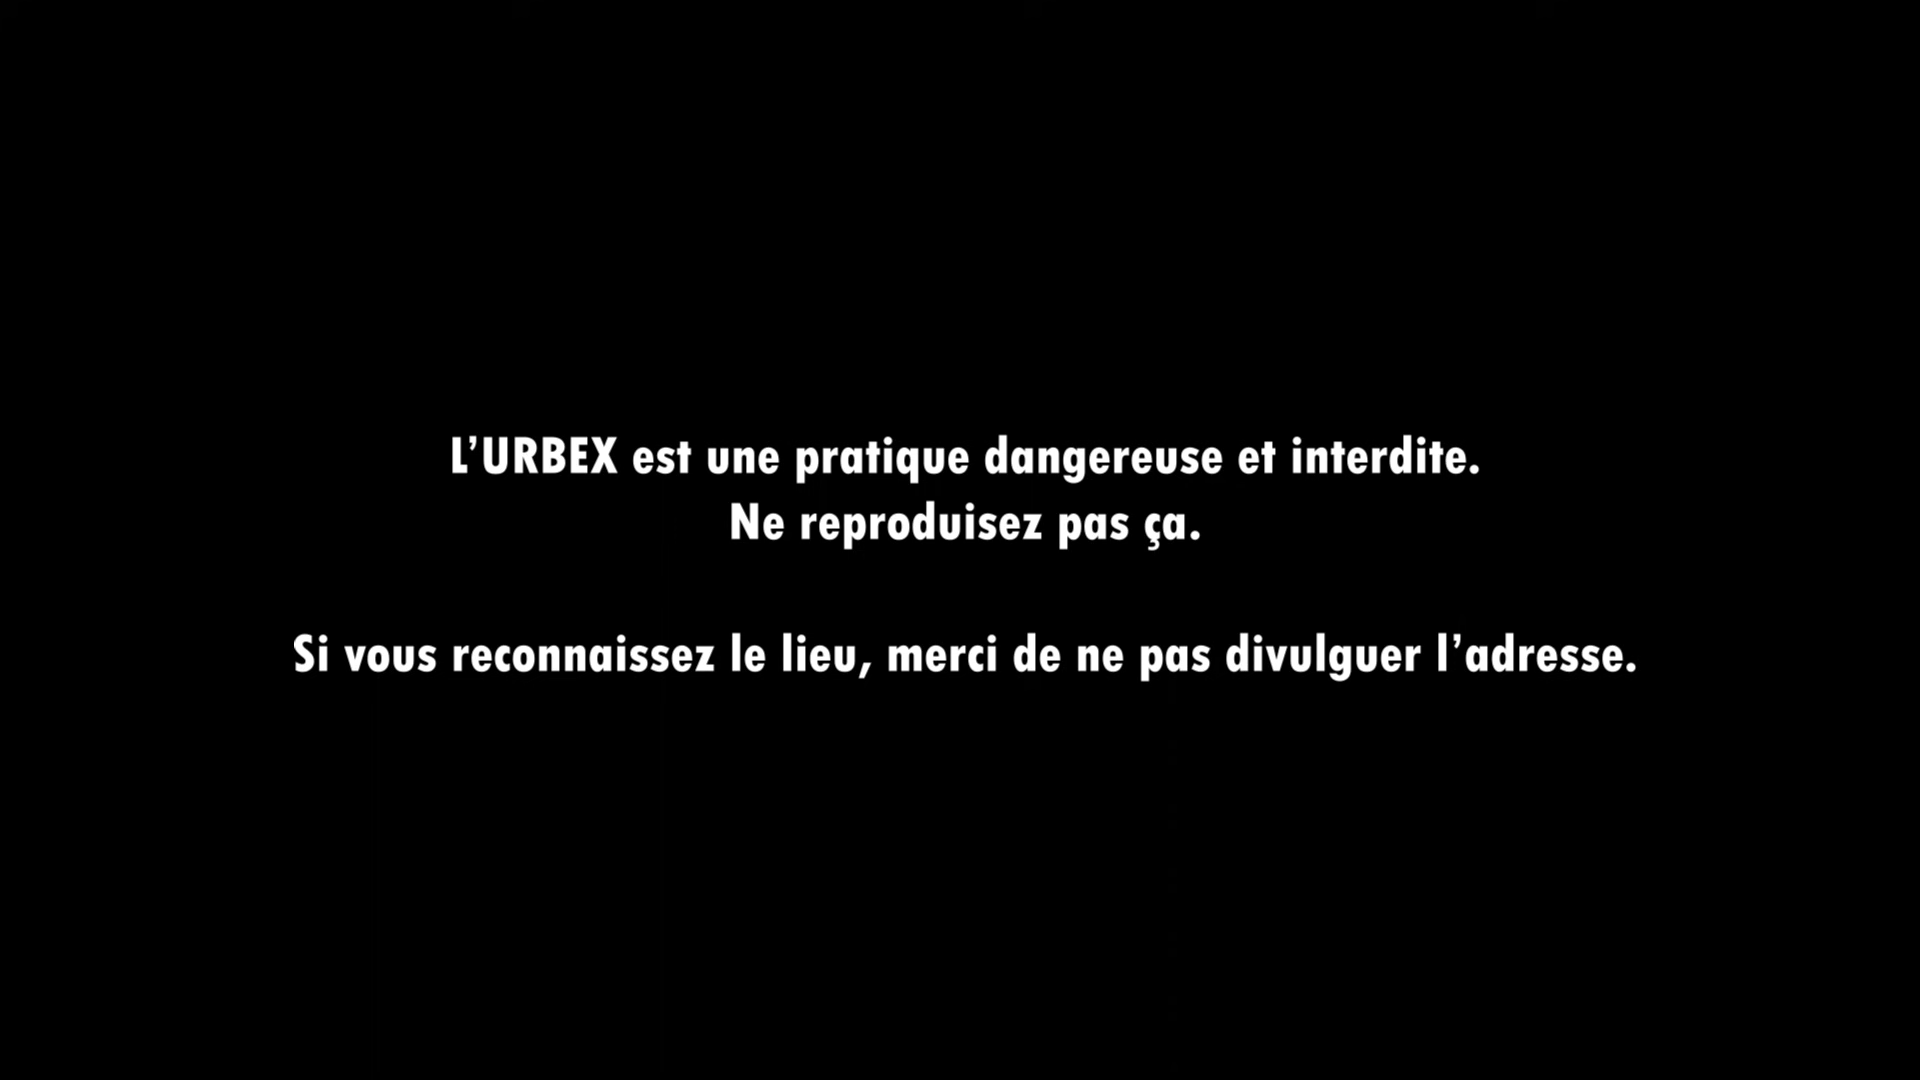 L’URBEX est une pratique dangereuse et interdite.
Ne reproduisez pas ça.
Si vous reconnaissez le lieu, merci de ne pas divulguer l’adresse.